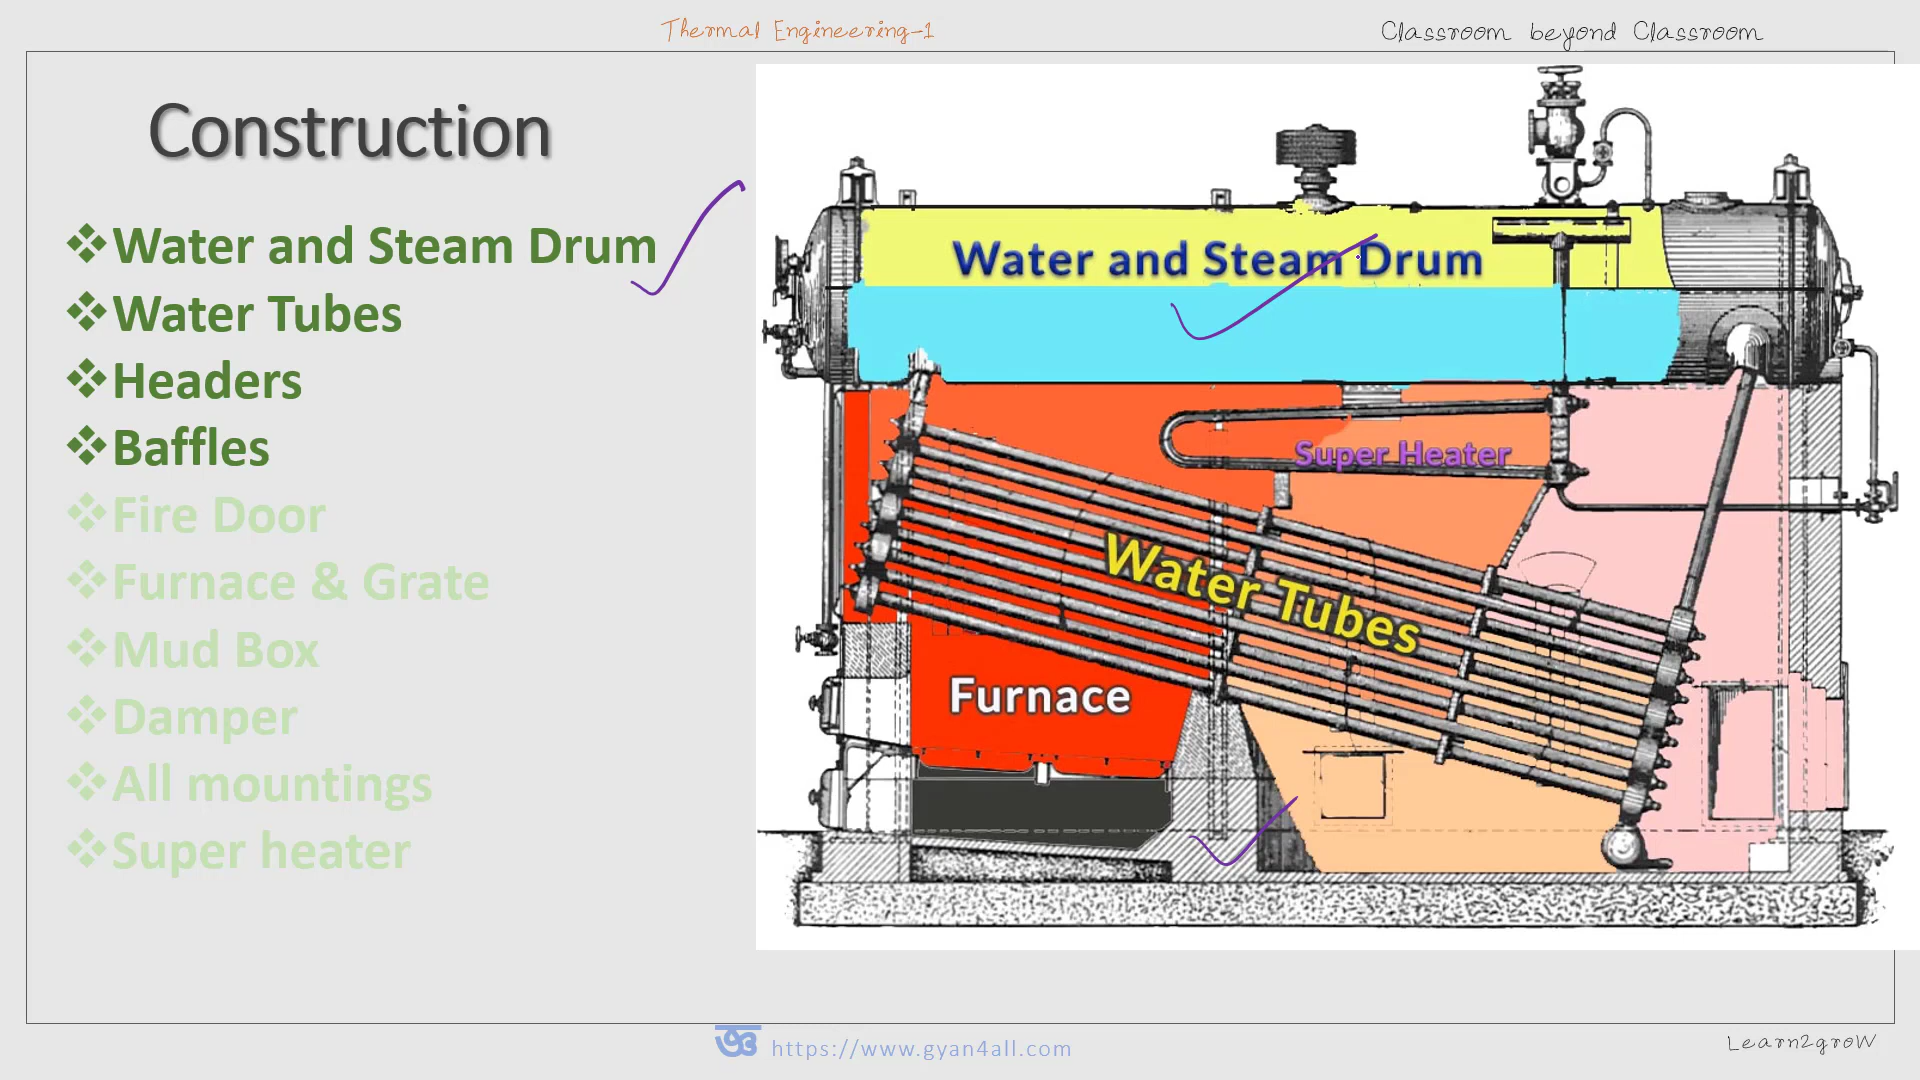 Thermal Engineering-1
Classroom beyond Classroom
Construction
❖Water and Steam Drum
❖Water Tubes
❖Headers
❖Baffles
❖Fire Door
❖Furnace & Grate
❖Mud Box
❖Damper
❖All mountings
❖Super heater
Water and Steam Drum
Super Heater
Water Tubes
Furnace
https://www.gyan4all.com
Learn2groW